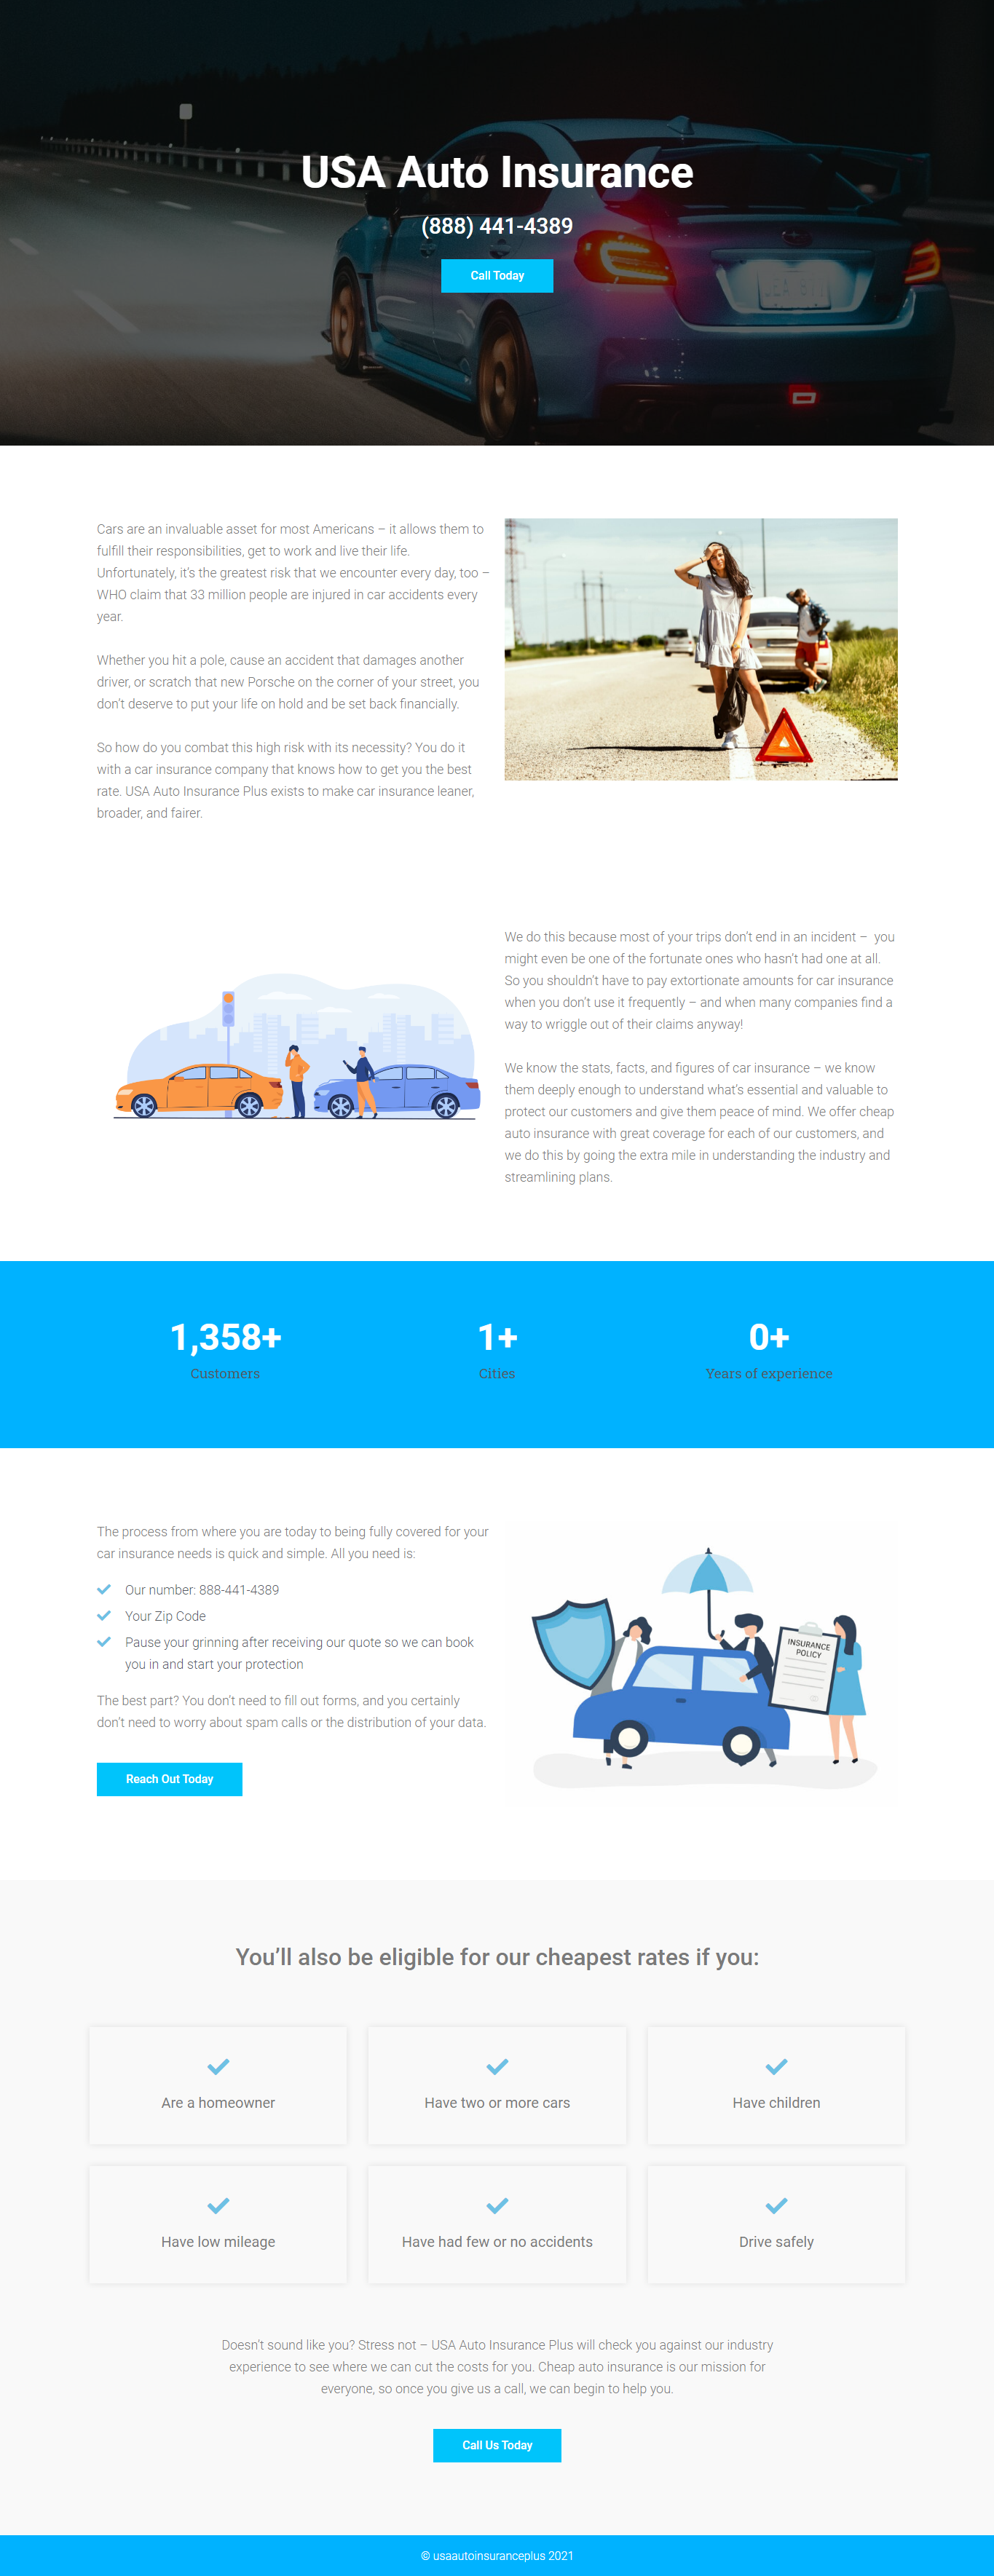 USA Auto Insurance
(888) 441-4389
Call Today
Cars are an invaluable asset for most Americans – it allows them to
fulfill their responsibilities, get to work and live their life.
Unfortunately, it's the greatest risk that we encounter every day, too –
WHO claim that 33 million people are injured in car accidents every
year.
Whether you hit a pole, cause an accident that damages another
driver, or scratch that new Porsche on the corner of your street, you
don't deserve to put your life on hold and be set back financially.
So how do you combat this high risk with its necessity? You do it
with a car insurance company that knows how to get you the best
rate. USA Auto Insurance Plus exists to make car insurance leaner,
broader, and fairer.
We do this because most of your trips don't end in an incident – you
might even be one of the fortunate ones who hasn't had one at all.
So you shouldn't have to pay extortionate amounts for car insurance
when you don't use it frequently – and when many companies find a
way to wriggle out of their claims anyway!
We know the stats, facts, and figures of car insurance – we know
them deeply enough to understand what's essential and valuable to
protect our customers and give them peace of mind. We offer cheap
auto insurance with great coverage for each of our customers, and
we do this by going the extra mile in understanding the industry and
streamlining plans.
1,358+
Customers
1+
Cities
0+
Years of experience
The process from where you are today to being fully covered for your
car insurance needs is quick and simple. All you need is:
Our number: 888-441-4389
Your Zip Code
Pause your grinning after receiving our quote so we can book
you in and start your protection
The best part? You don't need to fill out forms, and you certainly
don't need to worry about spam calls or the distribution of your data.
Reach Out Today
INSURANCE
POLICY
You'll also be eligible for our cheapest rates if you:
Are a homeowner
Have two or more cars
Have children
Have low mileage
Have had few or no accidents
Drive safely
Doesn't sound like you? Stress not – USA Auto Insurance Plus will check you against our industry
experience to see where we can cut the costs for you. Cheap auto insurance is our mission for
everyone, so once you give us a call, we can begin to help you.
Call Us Today
© usaautoinsuranceplus 2021